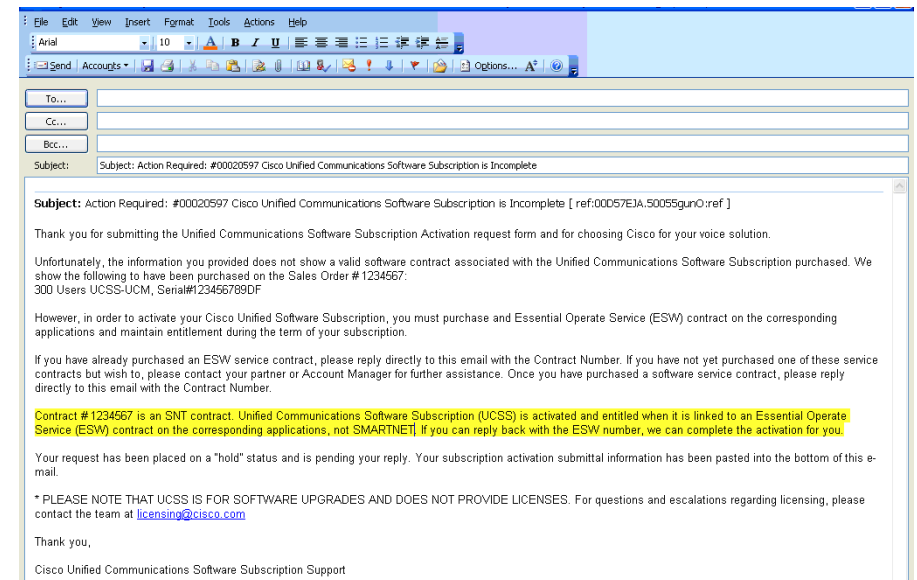 File Edit View Insert Format Tools Actions Help
Arial 10 A B I U
Send Accounts Options... A
To...
Cc...
Bcc...
Subject: Subject: Action Required: #00020597 Cisco Unified Communications Software Subscription is Incomplete
Subject: Action Required: #00020597 Cisco Unified Communications Software Subscription is Incomplete [ ref:00D57EJA.50055gunO:ref ]
Thank you for submitting the Unified Communications Software Subscription Activation request form and for choosing Cisco for your voice solution.
Unfortunately, the information you provided does not show a valid software contract associated with the Unified Communications Software Subscription purchased. We
show the following to have been purchased on the Sales Order # 1234567:
300 Users UCSS-UCM, Serial#123456789DF
However, in order to activate your Cisco Unified Software Subscription, you must purchase and Essential Operate Service (ESW) contract on the corresponding
applications and maintain entitlement during the term of your subscription.
If you have already purchased an ESW service contract, please reply directly to this email with the Contract Number. If you have not yet purchased one of these service
contracts but wish to, please contact your partner or Account Manager for further assistance. Once you have purchased a software service contract, please reply
directly to this email with the Contract Number.
Contract # 1234567 is an SNT contract. Unified Communications Software Subscription (UCSS) is activated and entitled when it is linked to an Essential Operate
Service (ESW) contract on the corresponding applications, not SMARTNET. If you can reply back with the ESW number, we can complete the activation for you.
Your request has been placed on a "hold" status and is pending your reply. Your subscription activation submittal information has been pasted into the bottom of this e-
mail.
* PLEASE NOTE THAT UCSS IS FOR SOFTWARE UPGRADES AND DOES NOT PROVIDE LICENSES. For questions and escalations regarding licensing, please
contact the team at licensing@cisco.com
Thank you,
Cisco Unified Communications Software Subscription Support